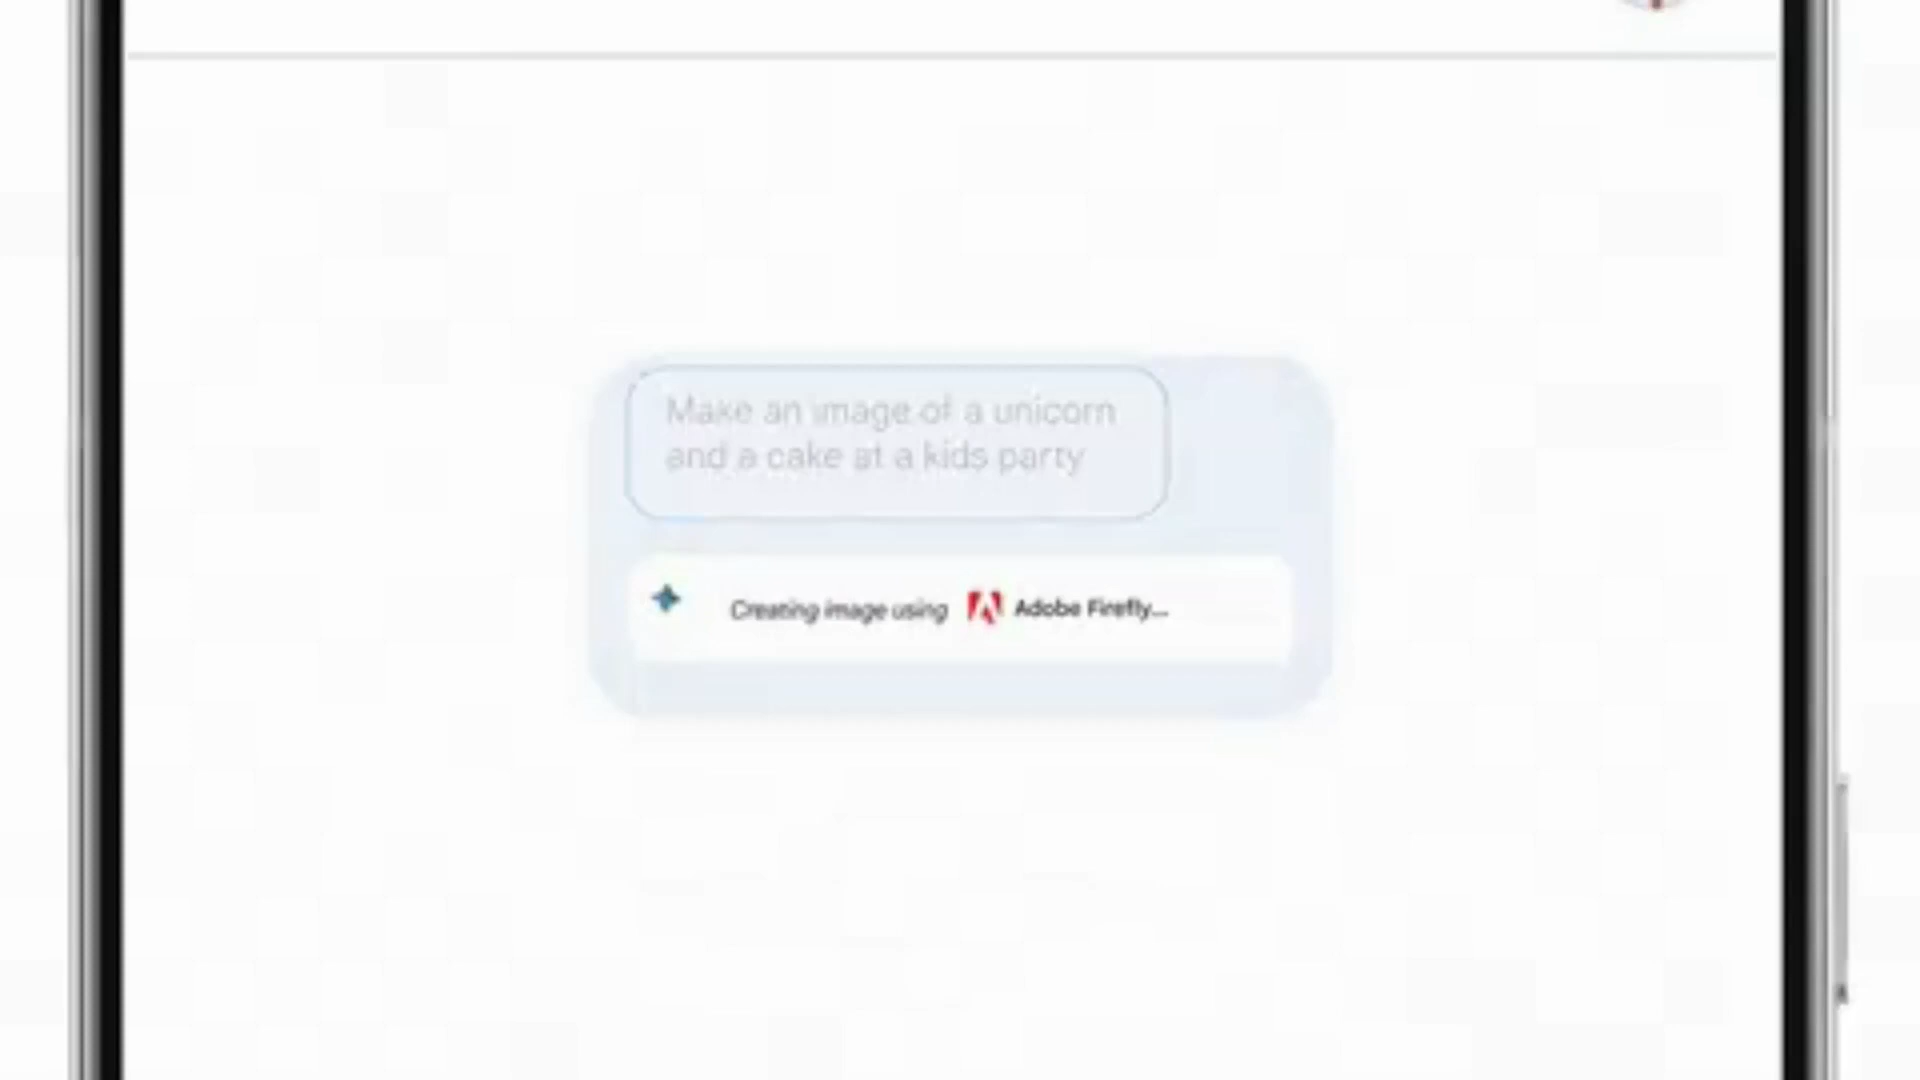 Make an image of a unicorn
and a cake at a kids party
Creating image using Adobe Firefly...